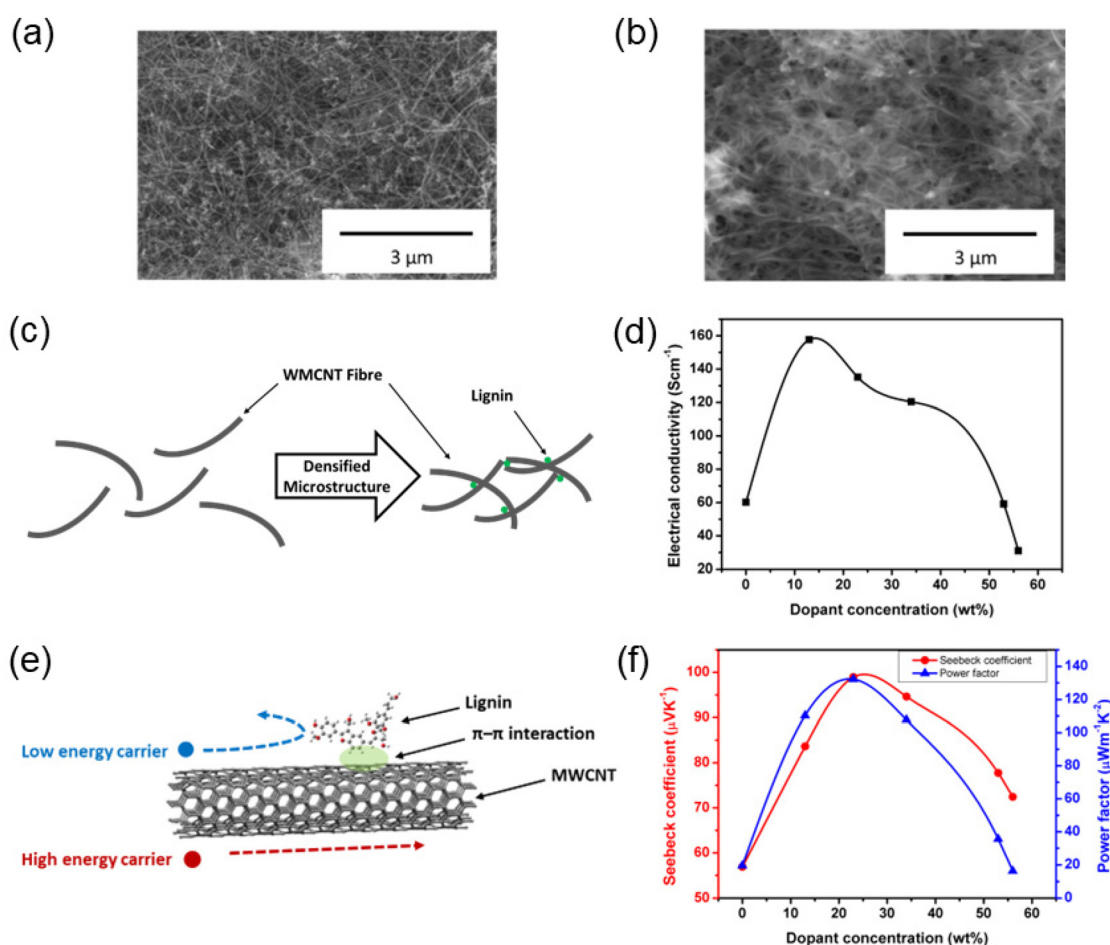 (a)
3 μm
(b)
3 μm
(c)
WMCNT Fibre
Lignin
Densified
Microstructure
(d)
Electrical conductivity (Scm⁻¹)
160
140
120
100
80
60
40
20
0 10 20 30 40 50 60
Dopant concentration (wt%)
(e)
Lignin
Low energy carrier
π–π interaction
MWCNT
High energy carrier
(f)
Seebeck coefficient
Power factor
Seebeck coefficient (μVK⁻¹)
100
90
80
70
60
50
Power factor (μWm⁻¹K⁻²)
140
120
100
80
60
40
20
0
0 10 20 30 40 50 60
Dopant concentration (wt%)